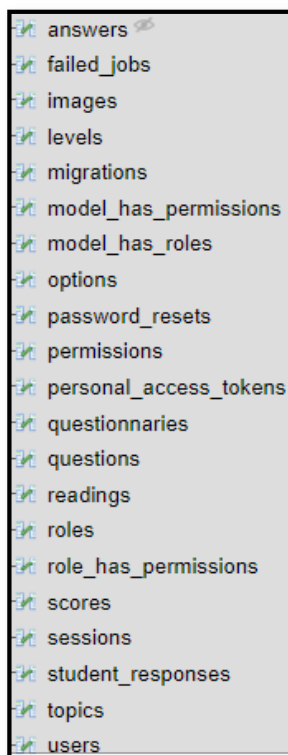 answers
failed_jobs
images
levels
migrations
model_has_permissions
model_has_roles
options
password_resets
permissions
personal_access_tokens
questionnaries
questions
readings
roles
role_has_permissions
scores
sessions
student_responses
topics
users